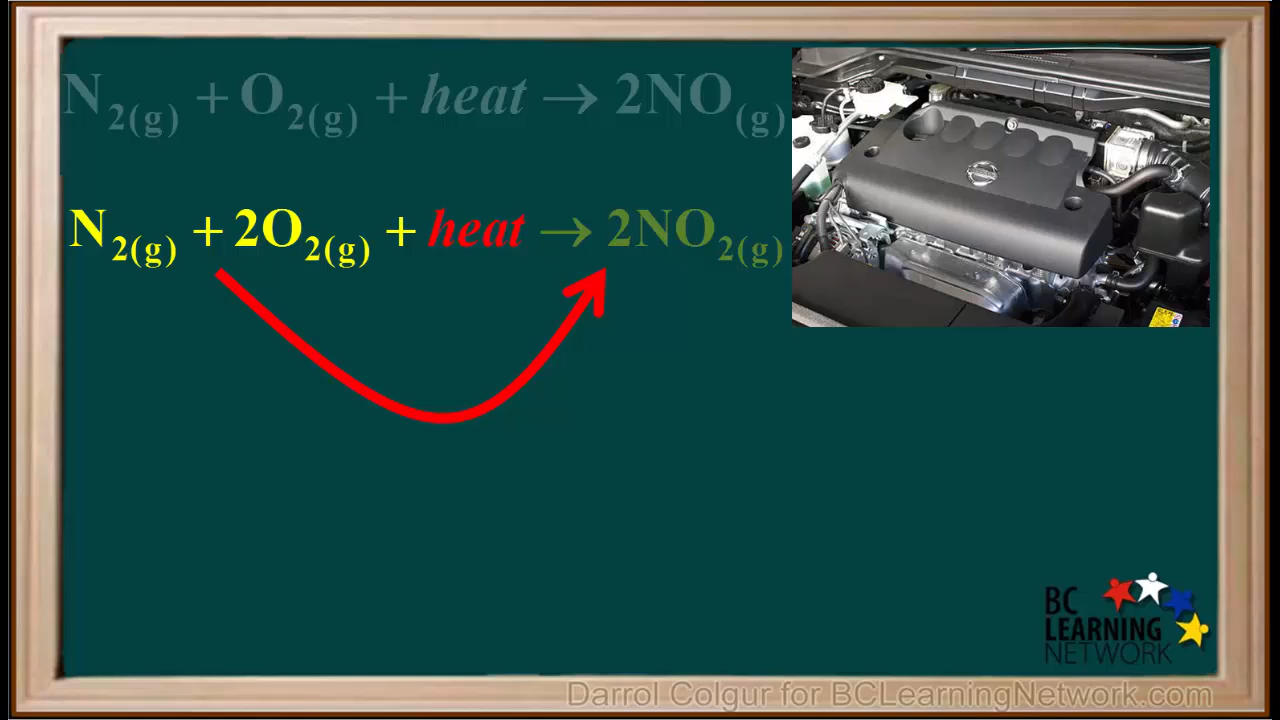 N₂(g) + O₂(g) + heat → 2NO(g)
N₂(g) + 2O₂(g) + heat → 2NO₂(g)
BC
LEARNING
NETWORK
Darrol Colgur for BCLearningNetwork.com